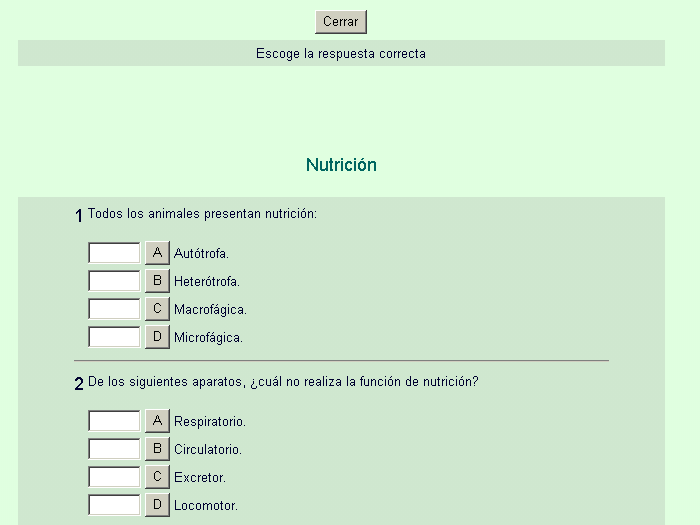 Cerrar
Escoge la respuesta correcta
Nutrición
1 Todos los animales presentan nutrición:
A Autótrofa.
B Heterótrofa.
C Macrofágica.
D Microfágica.
2 De los siguientes aparatos, ¿cuál no realiza la función de nutrición?
A Respiratorio.
B Circulatorio.
C Excretor.
D Locomotor.